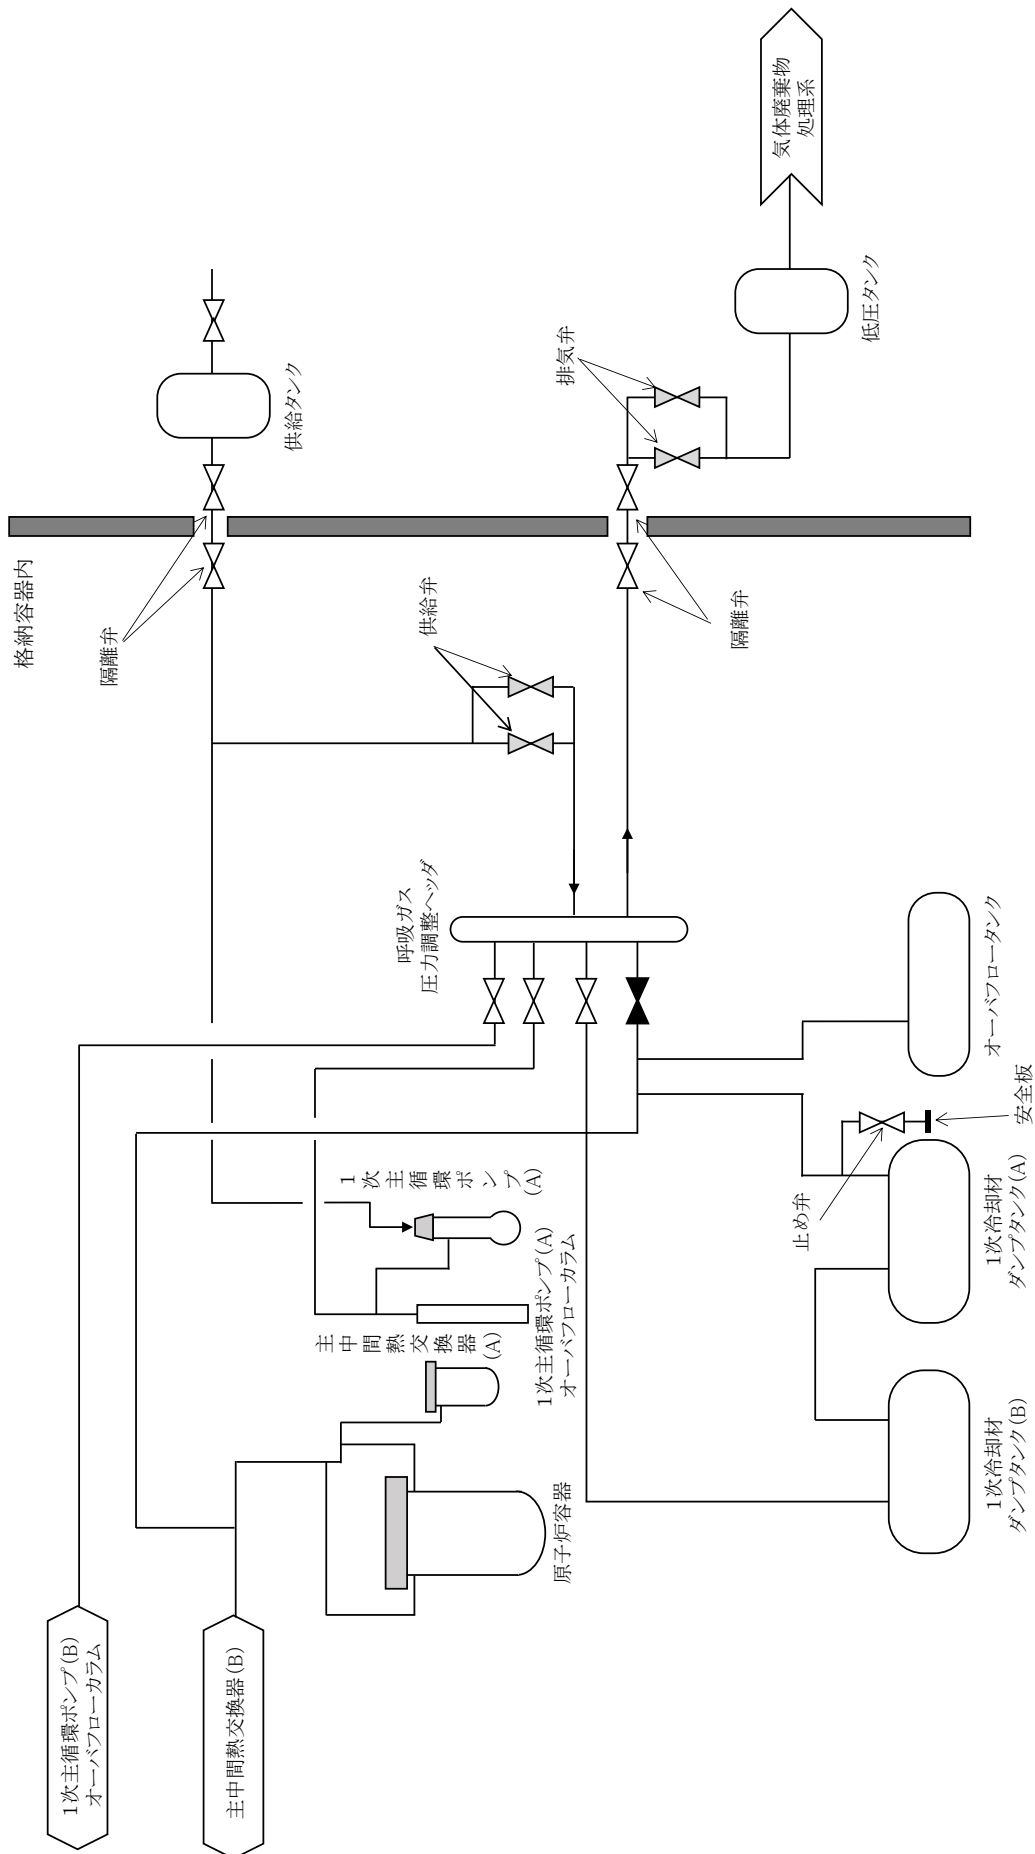 1次主循環ポンプ(B)
オーバフローカラム
主中間熱交換器(B)
原子炉容器
主中間熱交換器(A)
1次主循環ポンプ(A)
1次主循環ポンプ(A)
オーバフローカラム
1次冷却材
ダンプタンク(B)
1次冷却材
ダンプタンク(A)
止め弁
安全板
オーバフロータンク
呼吸ガス
圧力調整ヘッダ
供給弁
隔離弁
隔離弁
格納容器内
供給タンク
排気弁
低圧タンク
気体廃棄物
処理系